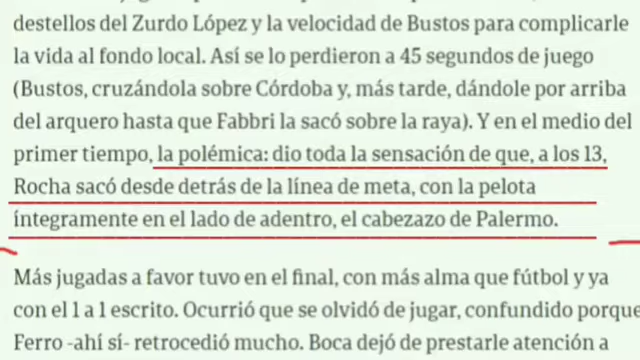 destellos del Zurdo López y la velocidad de Bustos para complicarle
la vida al fondo local. Así se lo perdieron a 45 segundos de juego
(Bustos, cruzándola sobre Córdoba y, más tarde, dándole por arriba
del arquero hasta que Fabbri la sacó sobre la raya). Y en el medio del
primer tiempo, la polémica: dio toda la sensación de que, a los 13,
Rocha sacó desde detrás de la línea de meta, con la pelota
íntegramente en el lado de adentro, el cabezazo de Palermo.
Más jugadas a favor tuvo en el final, con más alma que fútbol y ya
con el 1 a 1 escrito. Ocurrió que se olvidó de jugar, confundido porque
Ferro -ahí sí- retrocedió mucho. Boca dejó de prestarle atención a